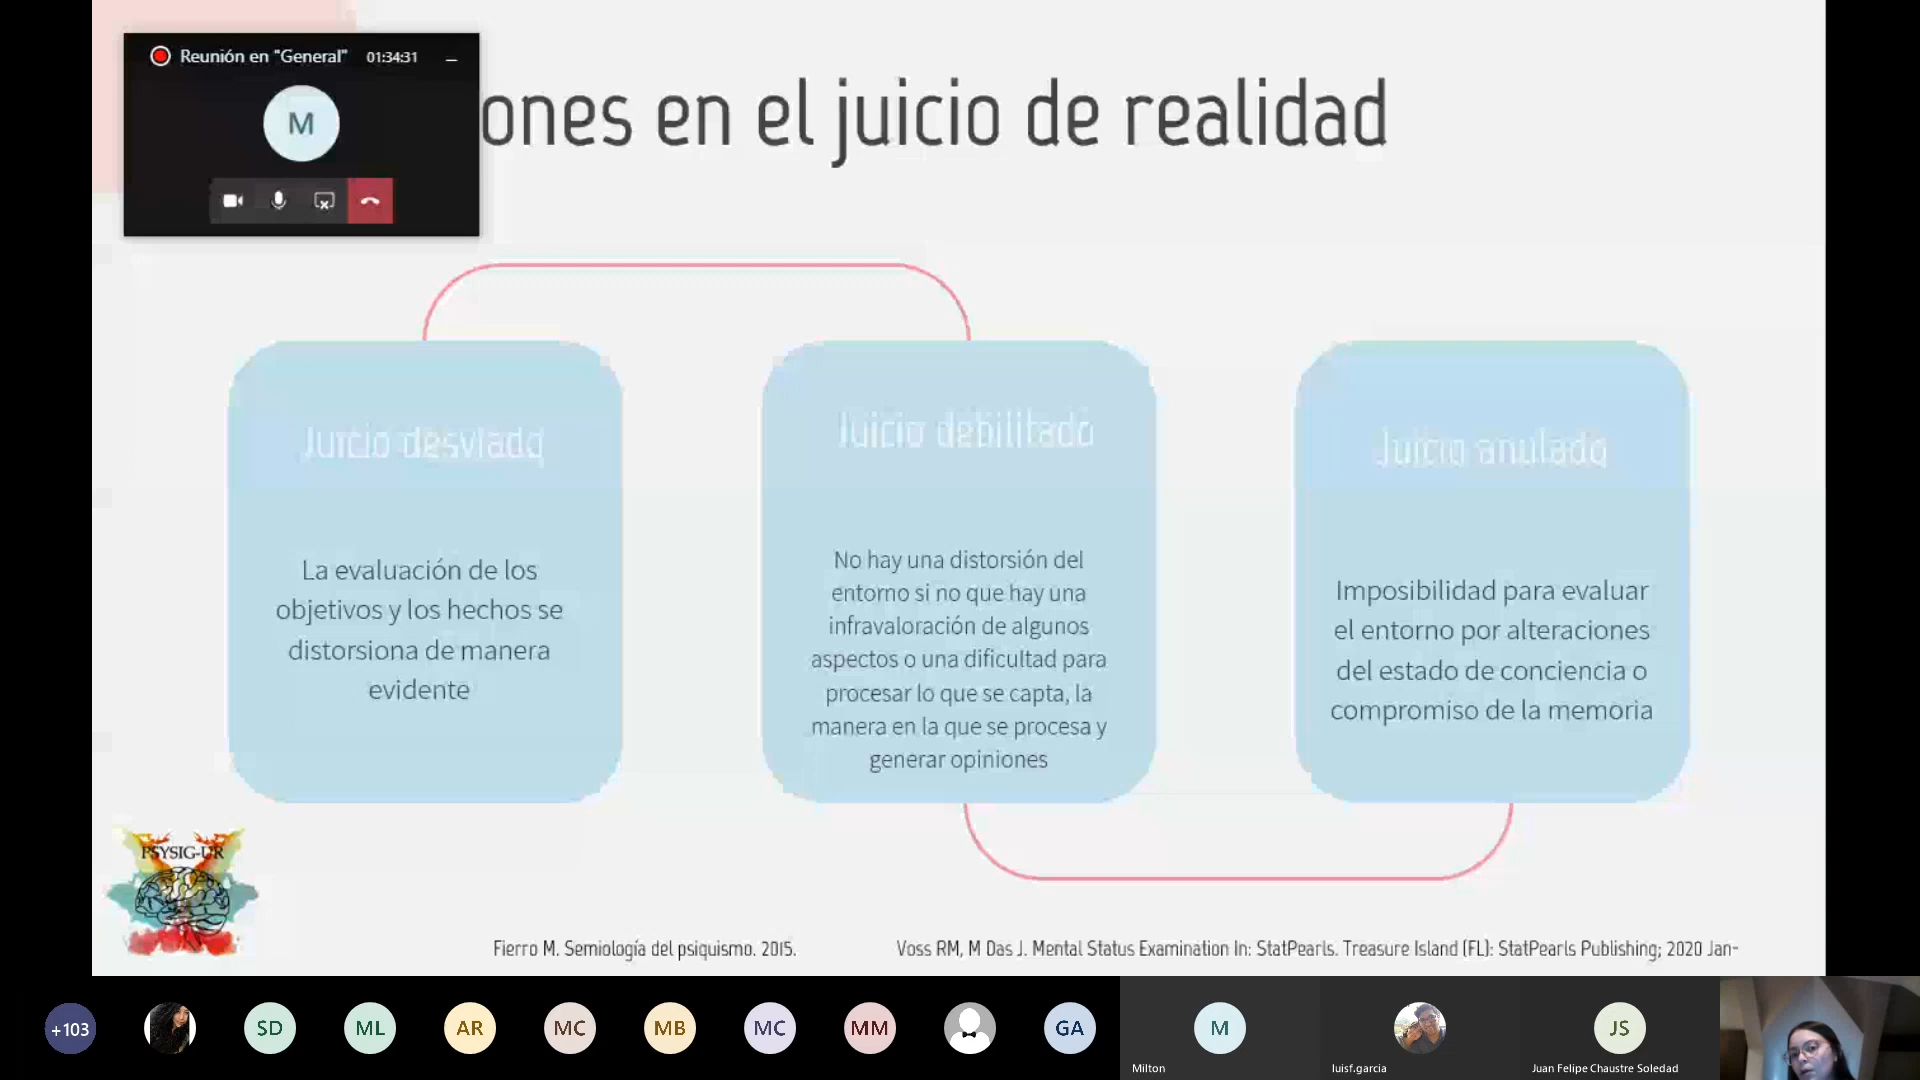 Reunión en "General" 01:34:31
M
ones en el juicio de realidad
Juicio desviado
La evaluación de los
objetivos y los hechos se
distorsiona de manera
evidente
Juicio debilitado
No hay una distorsión del
entorno si no que hay una
infravaloración de algunos
aspectos o una dificultad para
procesar lo que se capta, la
manera en la que se procesa y
generar opiniones
Juicio anulado
Imposibilidad para evaluar
el entorno por alteraciones
del estado de conciencia o
compromiso de la memoria
PSYSIG-UR
Fierro M. Semiología del psiquismo. 2015.
Voss RM, M Das J. Mental Status Examination In: StatPearls. Treasure Island (FL): StatPearls Publishing; 2020 Jan-
+103
SD
ML
AR
MC
MB
MC
MM
GA
M
JS
Milton
luisf.garcia
Juan Felipe Chaustre Soledad